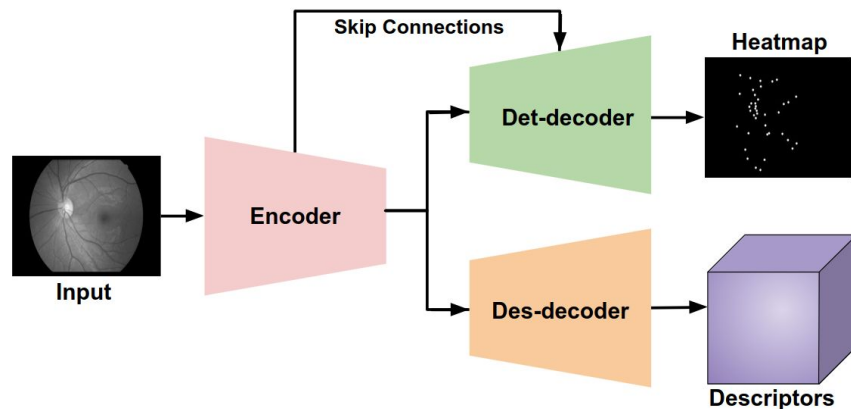 Skip Connections
Heatmap
Det-decoder
Encoder
Input
Des-decoder
Descriptors